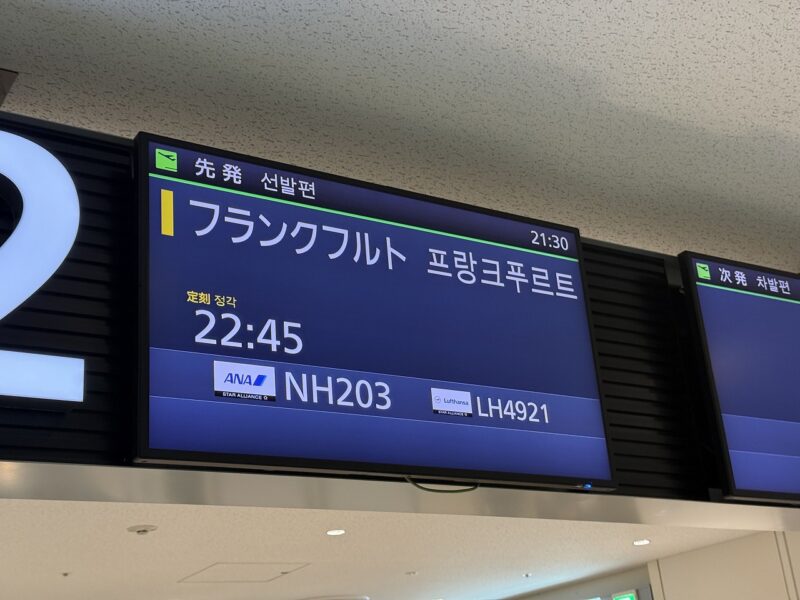 2
先発 선발편
21:30
フランクフルト 프랑크푸르트
定刻 정각
22:45
ANA
STAR ALLIANCE
NH203
Lufthansa
LH4921
次発 차발편